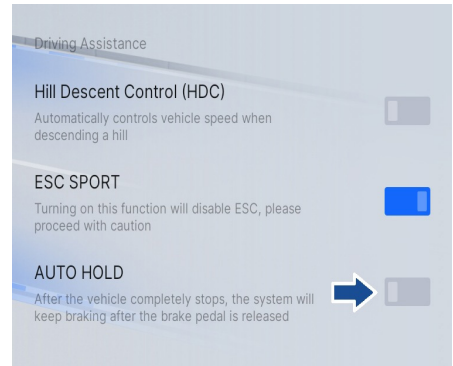 Driving Assistance
Hill Descent Control (HDC)
Automatically controls vehicle speed when
descending a hill
ESC SPORT
Turning on this function will disable ESC, please
proceed with caution
AUTO HOLD
After the vehicle completely stops, the system will
keep braking after the brake pedal is released